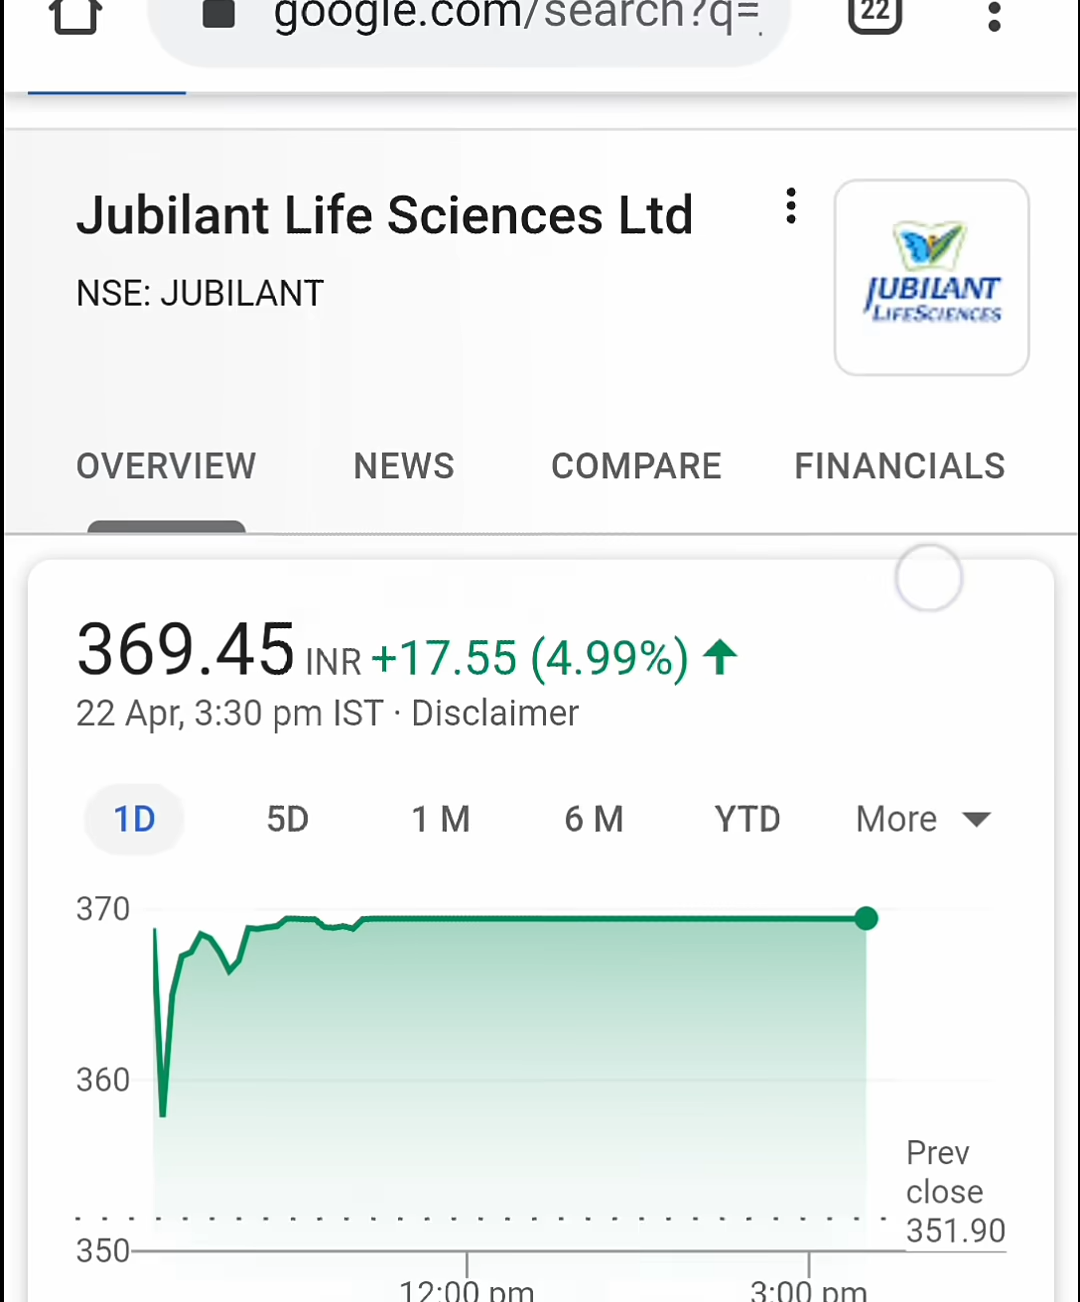 google.com/search?q=
22
Jubilant Life Sciences Ltd
NSE: JUBILANT
JUBILANT
LIFESCIENCES
OVERVIEW NEWS COMPARE FINANCIALS
369.45 INR +17.55 (4.99%) ↑
22 Apr, 3:30 pm IST · Disclaimer
1D 5D 1 M 6 M YTD More
370
360
Prev
close
351.90
350
12:00 pm 3:00 pm